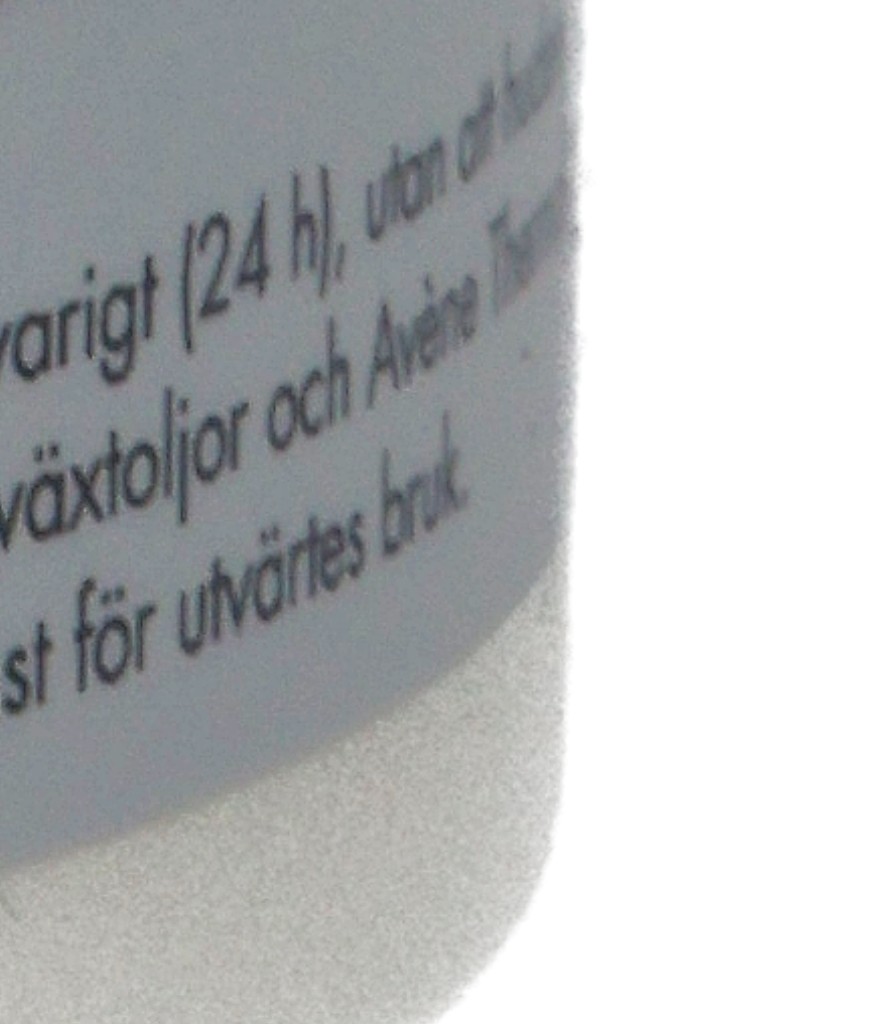 varigt (24 h), utan att
växtoljor och Avène
st för utvärtes bruk.